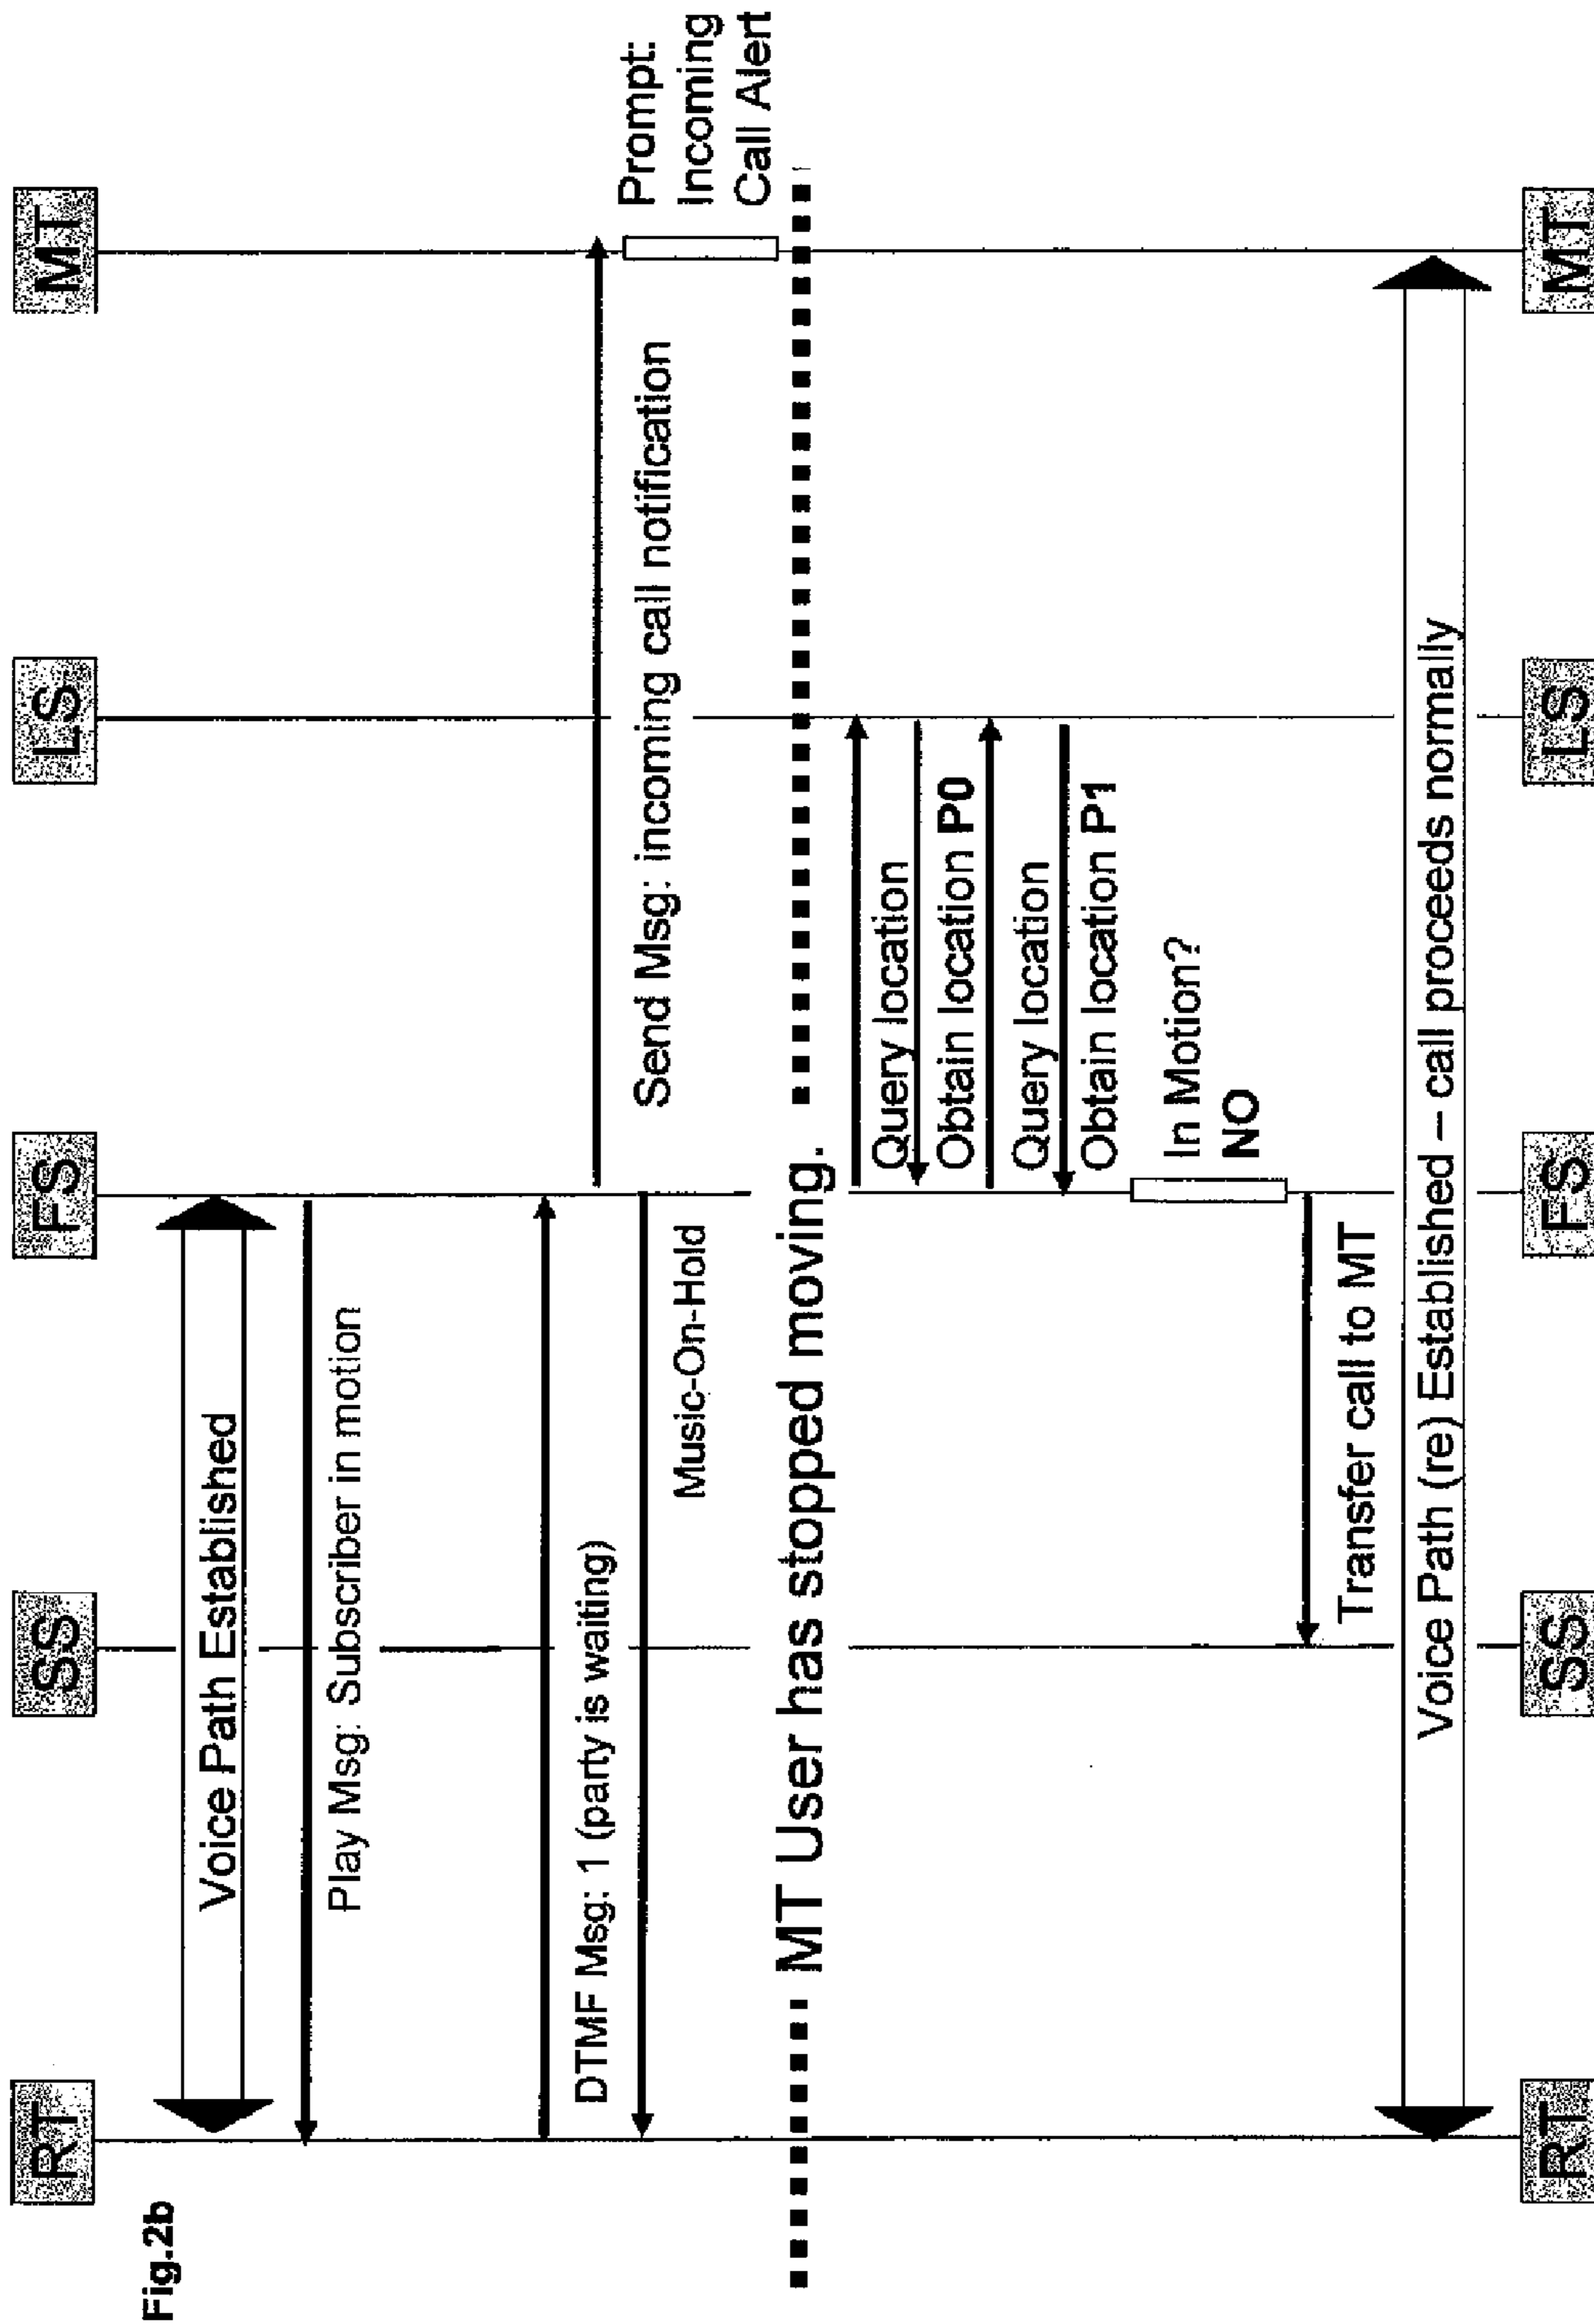 Fig.2b
RT
SS
FS
LS
MT
Voice Path Established
Play Msg: Subscriber in motion
DTMF Msg: 1 (party is waiting)
Send Msg: incoming call notification
Prompt:
Incoming
Call Alert
Music-On-Hold
MT User has stopped moving.
Query location
Obtain location P0
Query location
Obtain location P1
In Motion?
NO
Transfer call to MT
Voice Path (re) Established – call proceeds normally
RT
SS
FS
LS
MT